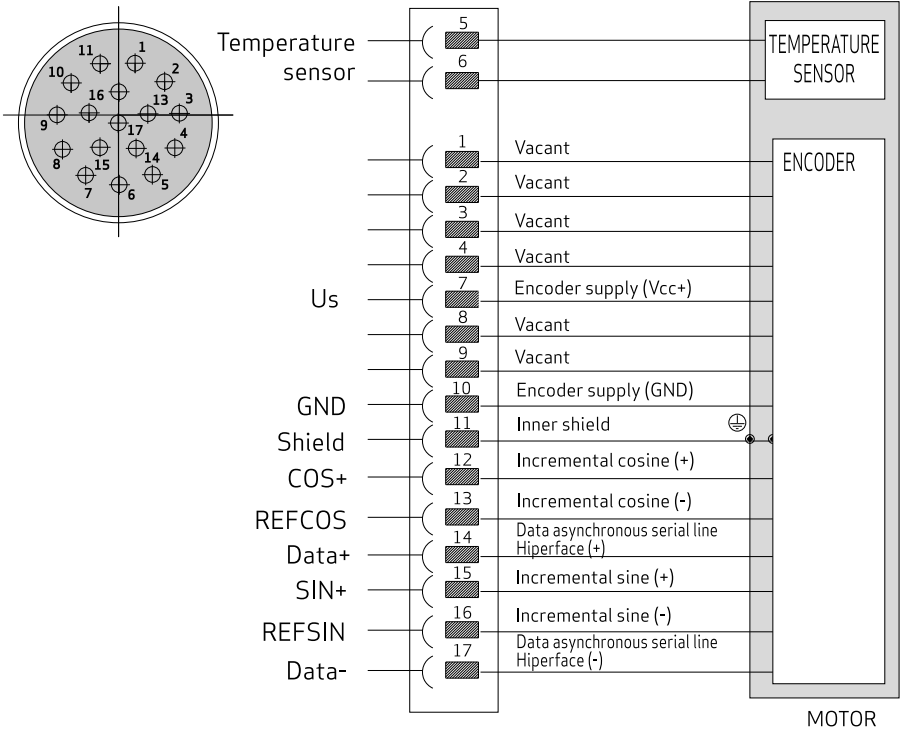 11
1
10
2
16
13
3
9
17
4
8
15
14
7
6
5
Temperature
sensor
5
6
TEMPERATURE
SENSOR
1
Vacant
ENCODER
2
Vacant
3
Vacant
4
Vacant
Us
7
Encoder supply (Vcc+)
8
Vacant
9
Vacant
GND
10
Encoder supply (GND)
Shield
11
Inner shield
COS+
12
Incremental cosine (+)
REFCOS
13
Incremental cosine (-)
Data+
14
Data asynchronous serial line
Hiperface (+)
SIN+
15
Incremental sine (+)
REFSIN
16
Incremental sine (-)
Data-
17
Data asynchronous serial line
Hiperface (-)
MOTOR